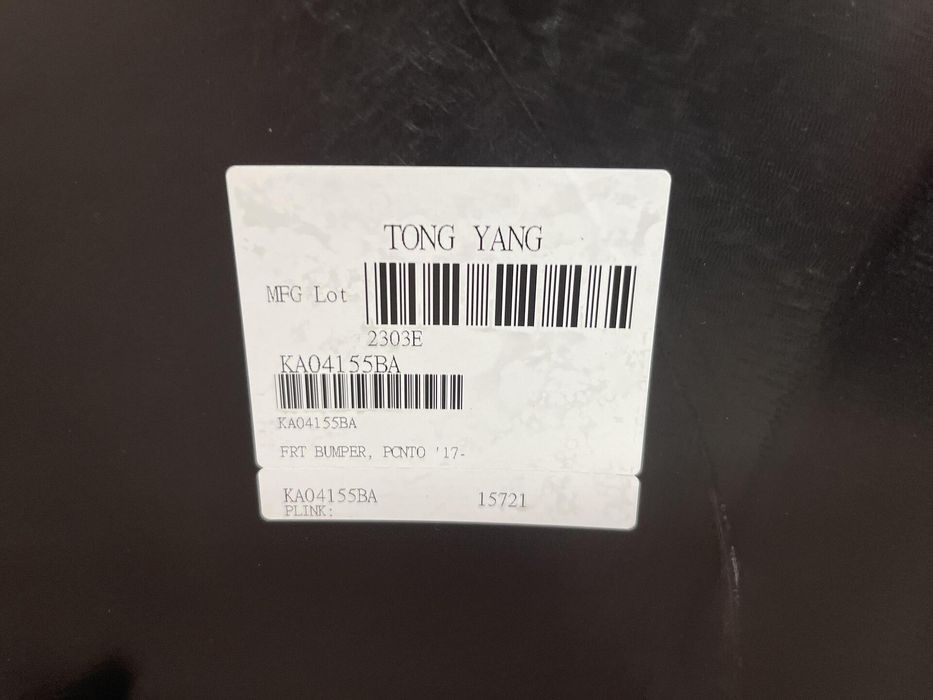 TONG YANG
MFG Lot
2303E
KA04155BA
KA04155BA
FRT BUMPER, PCNTO '17-
KA04155BA 15721
PLINK: